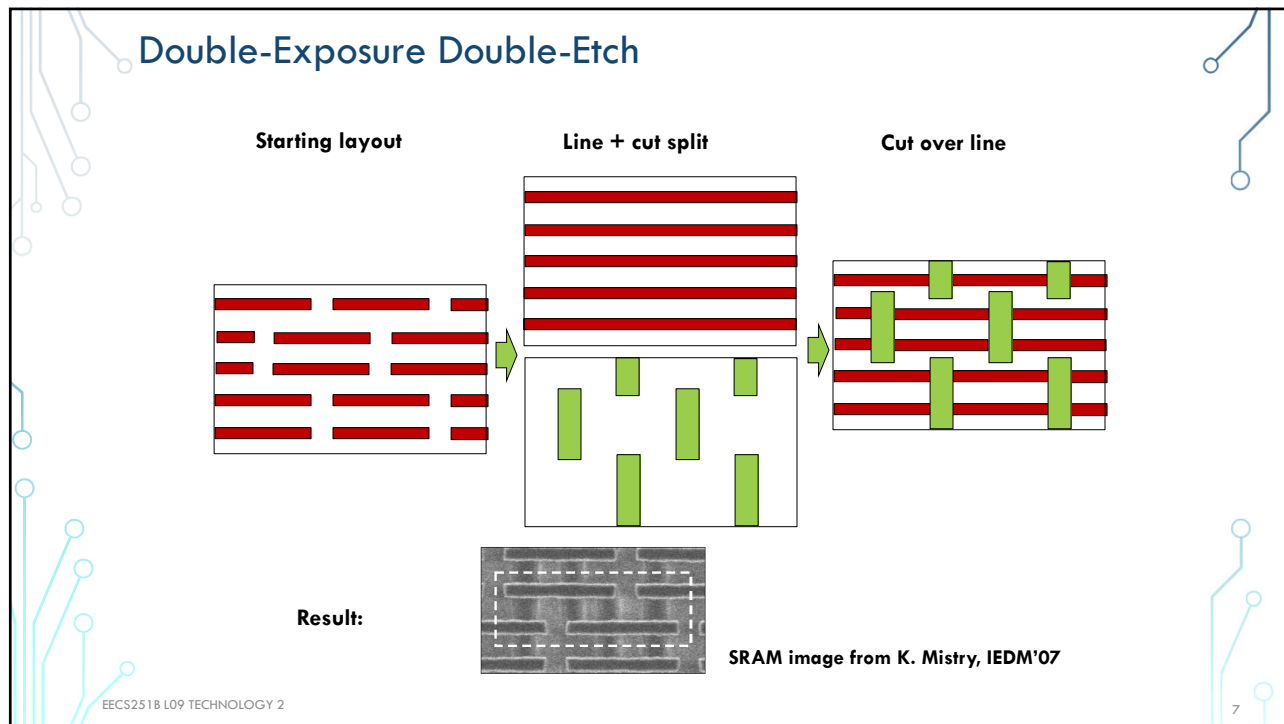 Double-Exposure Double-Etch
Starting layout
Line + cut split
Cut over line
Result:
SRAM image from K. Mistry, IEDM'07
EECS251B L09 TECHNOLOGY 2
7